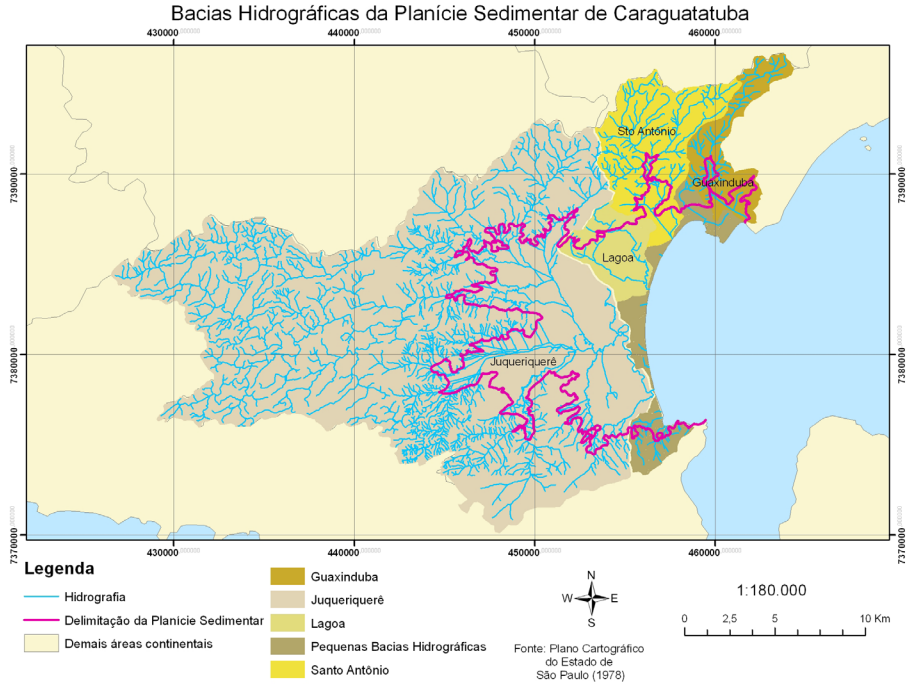 Bacias Hidrográficas da Planície Sedimentar de Caraguatatuba
430000 440000 450000 460000
7390000 7390000
7380000 7380000
7370000 7370000
Sto Antônio
Guaxinduba
Lagoa
Juqueriquerê
430000 440000 450000 460000
Legenda
Hidrografia
Delimitação da Planície Sedimentar
Demais áreas continentais
Guaxinduba
Juqueriquerê
Lagoa
Pequenas Bacias Hidrográficas
Santo Antônio
N
W E
S
Fonte: Plano Cartográfico
do Estado de
São Paulo (1978)
1:180.000
0 2.5 5 10 Km